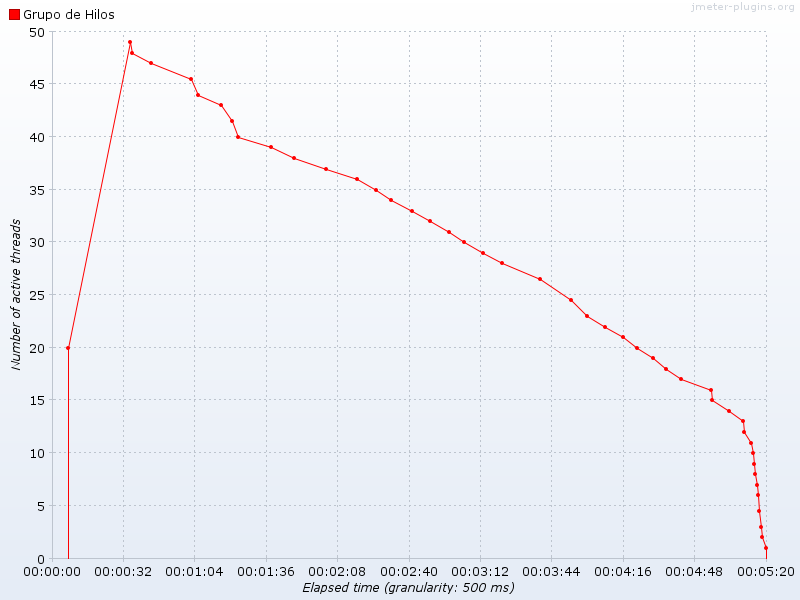 jmeter-plugins.org
Grupo de Hilos
50
45
40
35
30
25
20
15
10
5
0
Number of active threads
00:00:00 00:00:32 00:01:04 00:01:36 00:02:08 00:02:40 00:03:12 00:03:44 00:04:16 00:04:48 00:05:20
Elapsed time (granularity: 500 ms)